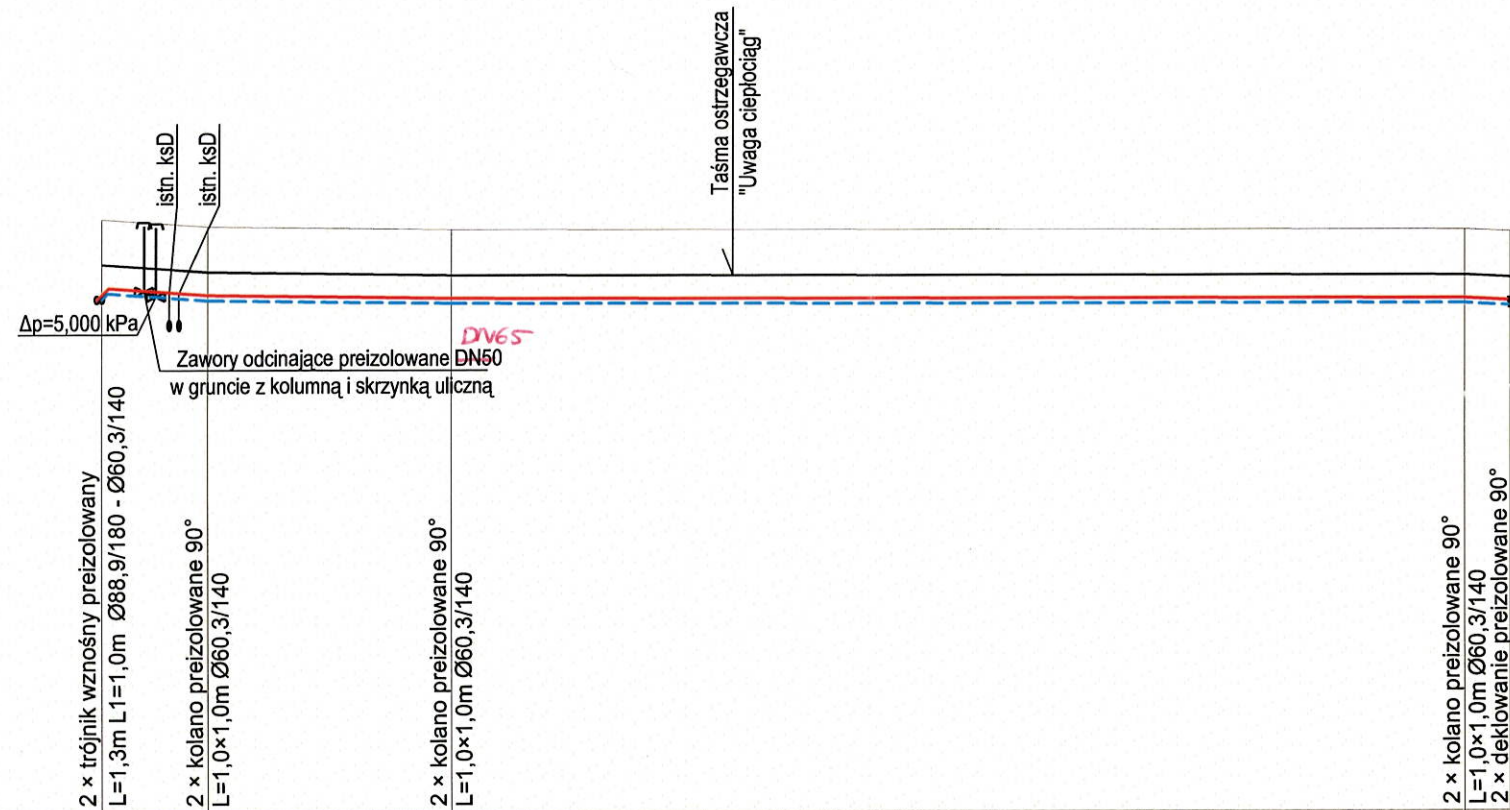 Taśma ostrzegawcza
"Uwaga ciepłociąg"
istn. ksD
istn. ksD
Δp=5,000 kPa
DN65
Zawory odcinające preizolowane DN50
w gruncie z kolumną i skrzynką uliczną
2 × trójnik wznośny preizolowany
L=1,3m L1=1,0m Ø88,9/180 - Ø60,3/140
2 × kolano preizolowane 90°
L=1,0×1,0m Ø60,3/140
2 × kolano preizolowane 90°
L=1,0×1,0m Ø60,3/140
2 × kolano preizolowane 90°
L=1,0×1,0m Ø60,3/140
2 × deklowanie preizolowane 90°